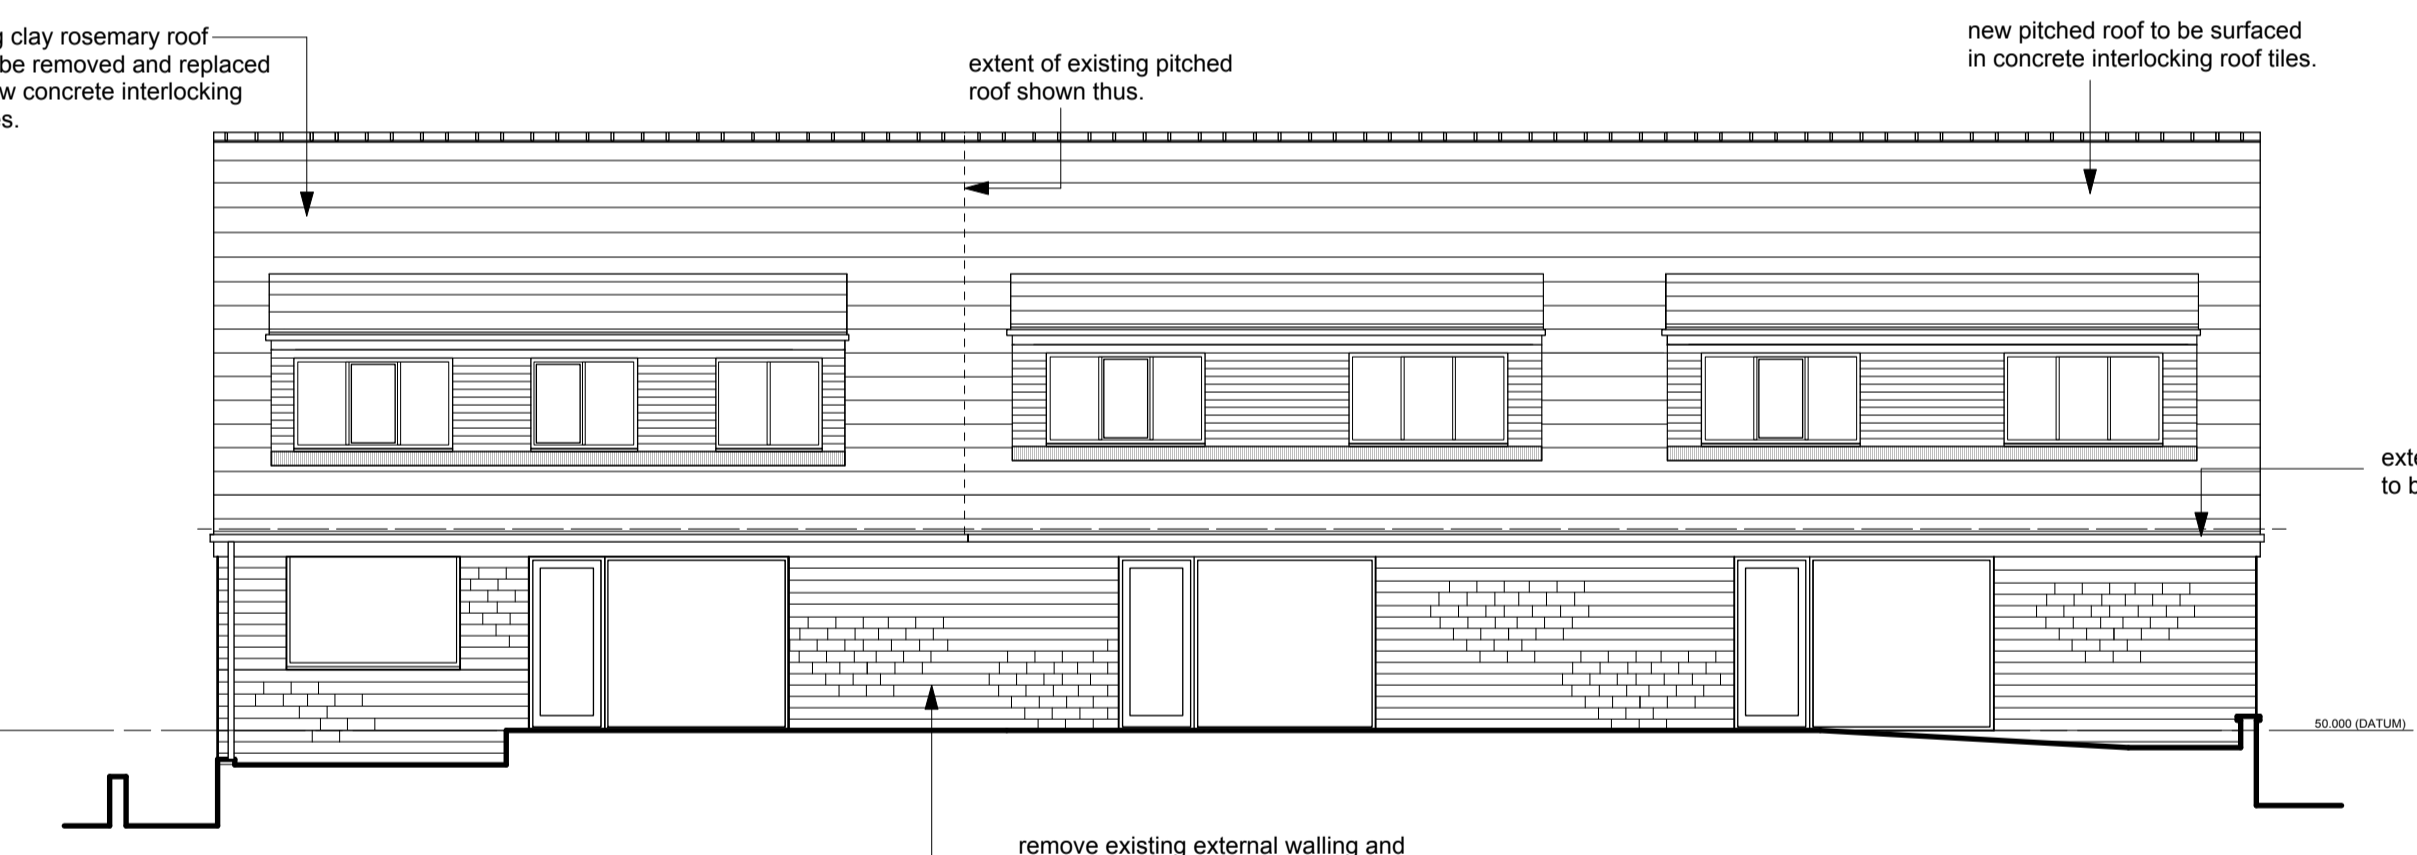 clay rosemary roof
be removed and replaced
concrete interlocking
extent of existing pitched
roof shown thus.
new pitched roof to be surfaced
in concrete interlocking roof tiles.
to
50.000 (DATUM)
remove existing external walling and